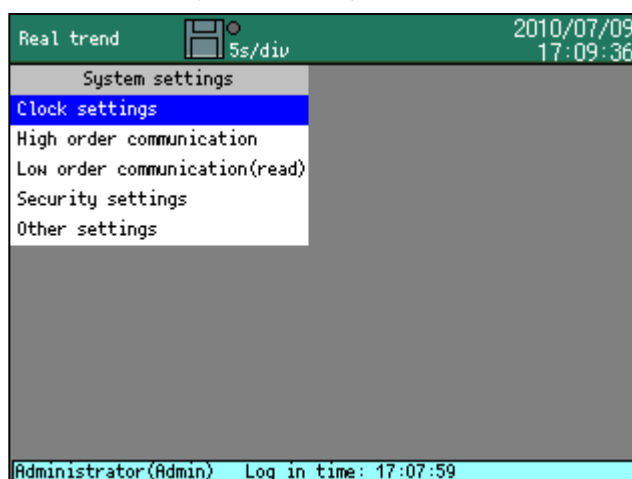 Real trend
5s/div
2010/07/09
17:09:36
System settings
Clock settings
High order communication
Low order communication(read)
Security settings
Other settings
Administrator(Admin) Log in time: 17:07:59